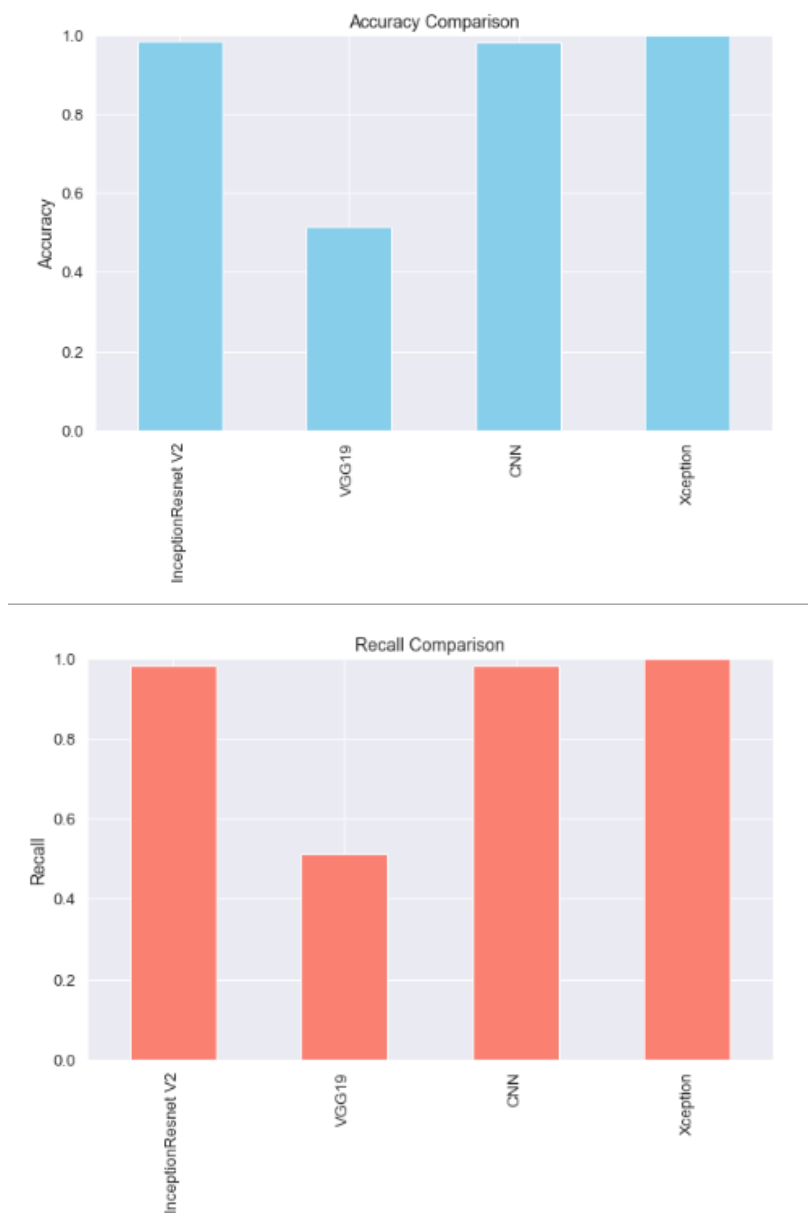 Accuracy Comparison
1.0
0.8
0.6
0.4
0.2
0.0
Accuracy
InceptionResnet V2
VGG19
CNN
Xception
Recall Comparison
1.0
0.8
0.6
0.4
0.2
0.0
Recall
InceptionResnet V2
VGG19
CNN
Xception